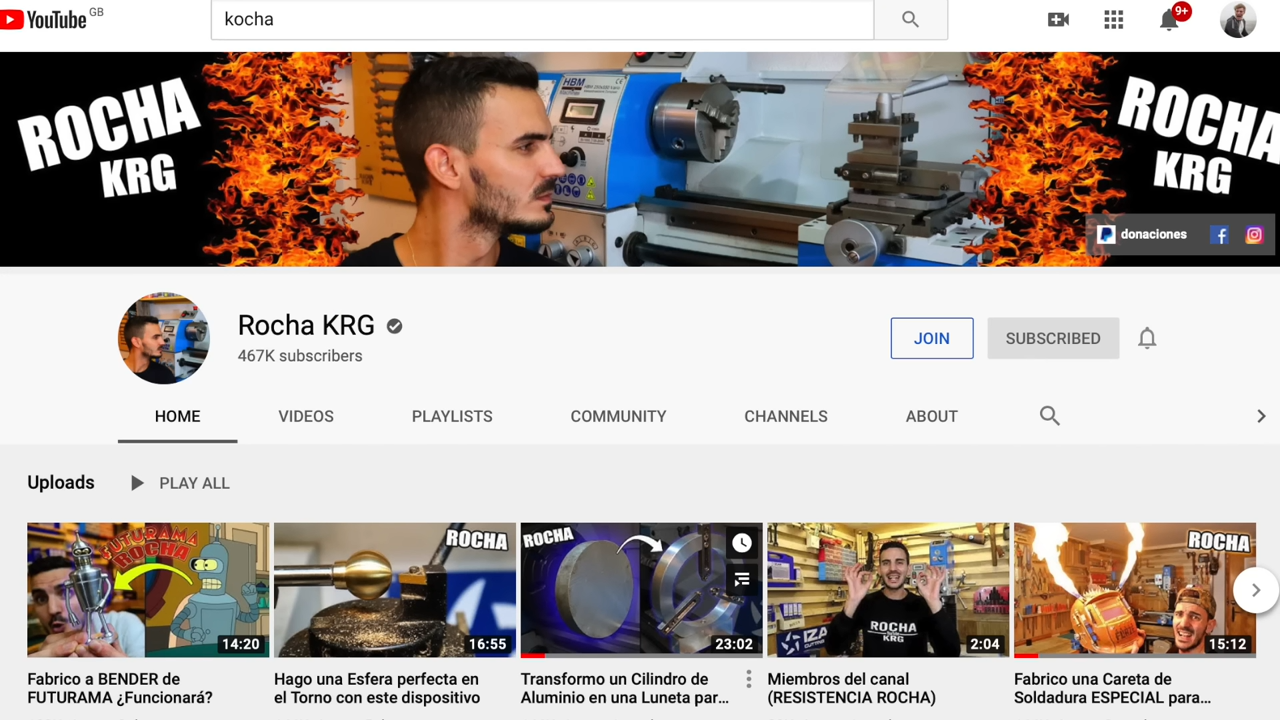 YouTube GB
kocha
9+
ROCHA
KRG
HBM
ROCHA
KRG
donaciones
Rocha KRG
467K subscribers
JOIN
SUBSCRIBED
HOME
VIDEOS
PLAYLISTS
COMMUNITY
CHANNELS
ABOUT
Uploads
PLAY ALL
FUTURAMA
ROCHA
14:20
ROCHA
16:55
ROCHA
23:02
ROCHA
KRG
2:04
ROCHA
15:12
Fabrico a BENDER de
FUTURAMA ¿Funcionará?
Hago una Esfera perfecta en
el Torno con este dispositivo
Transformo un Cilindro de
Aluminio en una Luneta par...
Miembros del canal
(RESISTENCIA ROCHA)
Fabrico una Careta de
Soldadura ESPECIAL para...